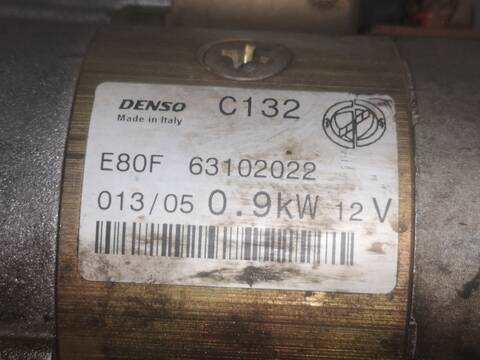 DENSO C132
Made in Italy
E80F 63102022
013/05 0.9kW 12V